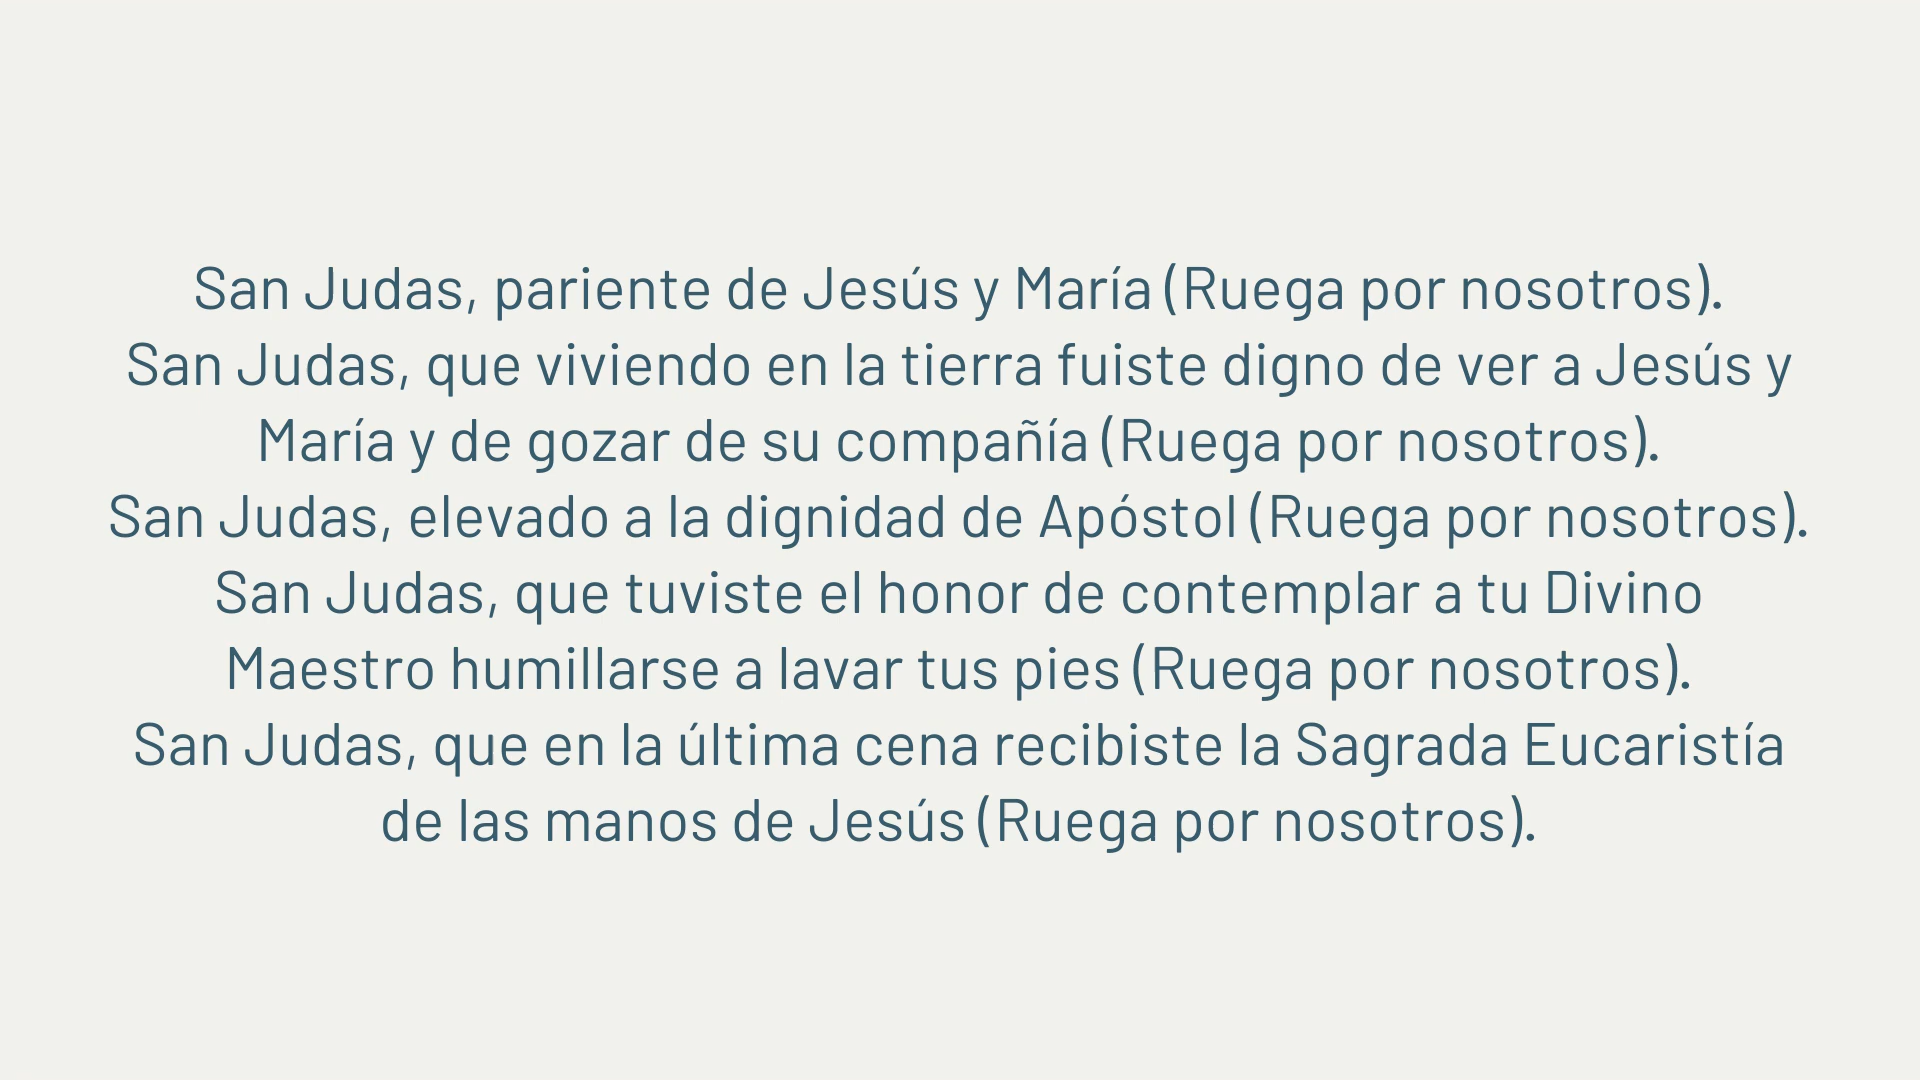 San Judas, pariente de Jesús y María (Ruega por nosotros).
San Judas, que viviendo en la tierra fuiste digno de ver a Jesús y
María y de gozar de su compañía (Ruega por nosotros).
San Judas, elevado a la dignidad de Apóstol (Ruega por nosotros).
San Judas, que tuviste el honor de contemplar a tu Divino
Maestro humillarse a lavar tus pies (Ruega por nosotros).
San Judas, que en la última cena recibiste la Sagrada Eucaristía
de las manos de Jesús (Ruega por nosotros).